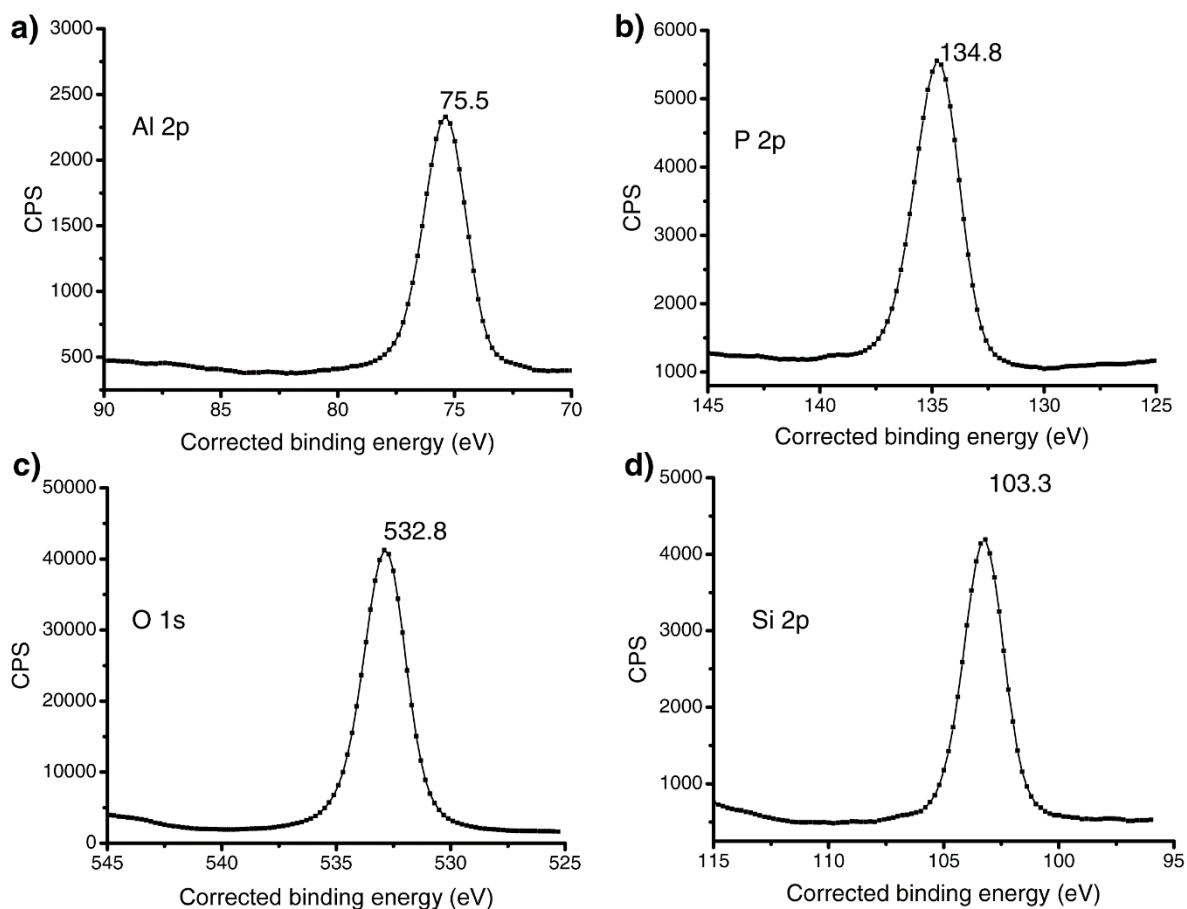 a)
3000
2500
2000
1500
1000
500
CPS
Al 2p
75.5
90
85
80
75
70
Corrected binding energy (eV)
b)
6000
5000
4000
3000
2000
1000
CPS
P 2p
134.8
145
140
135
130
125
Corrected binding energy (eV)
c)
50000
40000
30000
20000
10000
0
CPS
O 1s
532.8
545
540
535
530
525
Corrected binding energy (eV)
d)
5000
4000
3000
2000
1000
CPS
Si 2p
103.3
115
110
105
100
95
Corrected binding energy (eV)